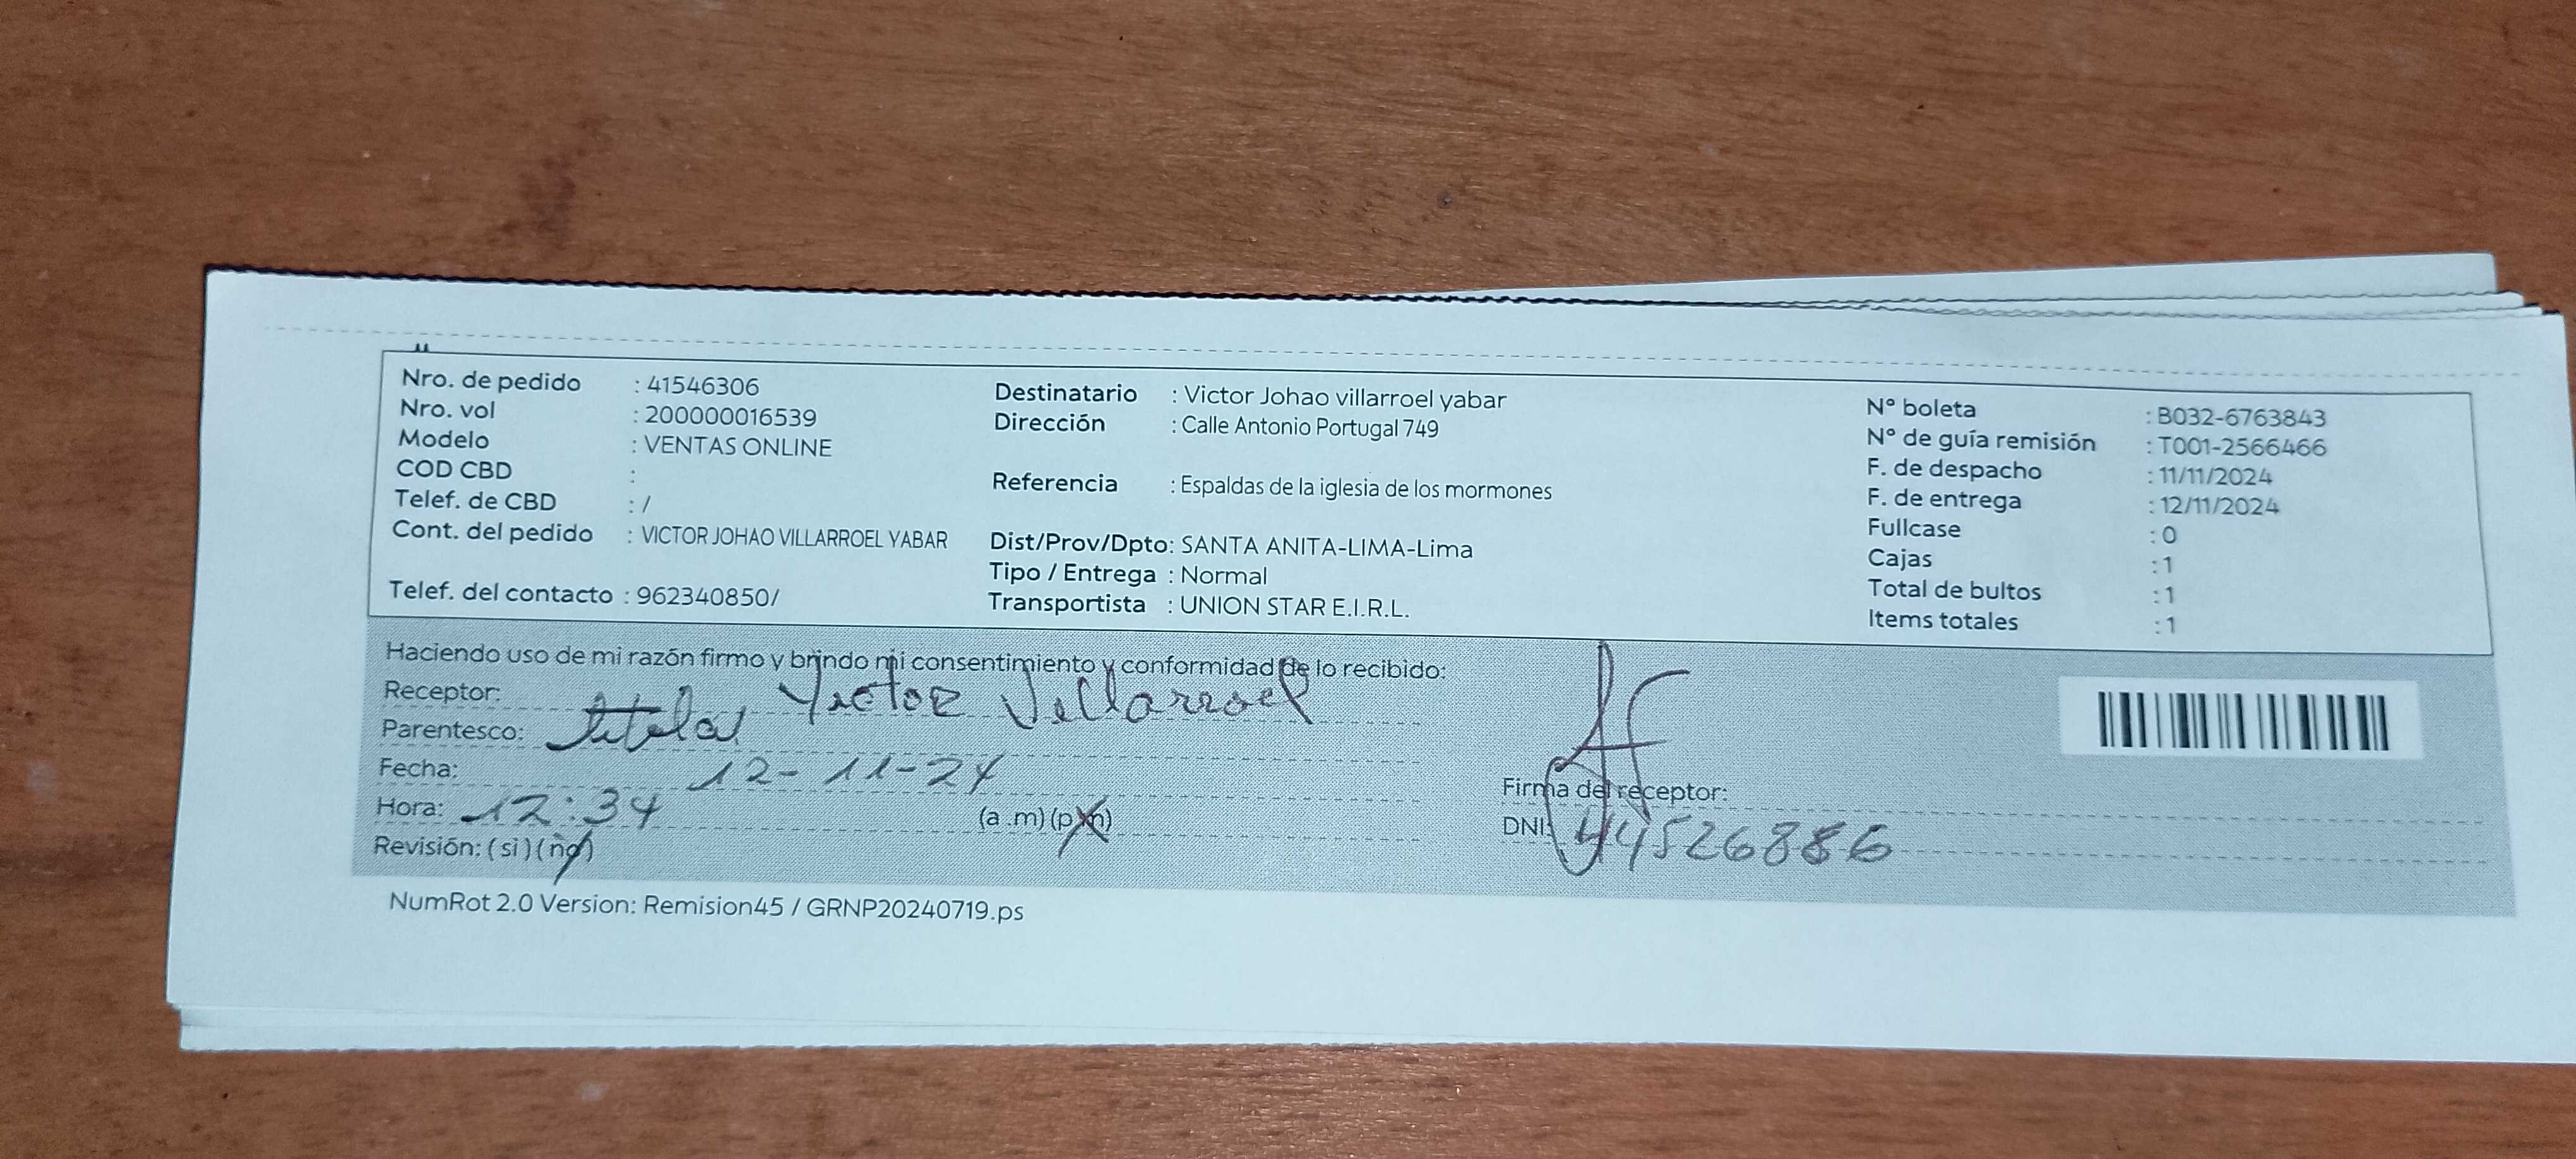 Nro. de pedido : 41546306
Nro. vol : 200000016539
Modelo : VENTAS ONLINE
COD CBD :
Telef. de CBD : /
Cont. del pedido : VICTOR JOHAO VILLARROEL YABAR
Telef. del contacto : 962340850/
Destinatario : Victor Johao villarroel yabar
Dirección : Calle Antonio Portugal 749
Referencia : Espaldas de la iglesia de los mormones
Dist/Prov/Dpto: SANTA ANITA-LIMA-Lima
Tipo / Entrega : Normal
Transportista : UNION STAR E.I.R.L.
N° boleta : B032-6763843
N° de guía remisión : T001-2566466
F. de despacho : 11/11/2024
F. de entrega : 12/11/2024
Fullcase : 0
Cajas : 1
Total de bultos : 1
Items totales : 1
Haciendo uso de mi razón firmo y brindo mi consentimiento y conformidad de lo recibido:
Receptor: Victor Villarroel
Parentesco: titular
Fecha: 12-11-24
Hora: 12:34 (a .m) (p.m)
Revisión: ( si ) ( no )
Firma del receptor:
DNI: 44526886
NumRot 2.0 Version: Remision45 / GRNP20240719.ps